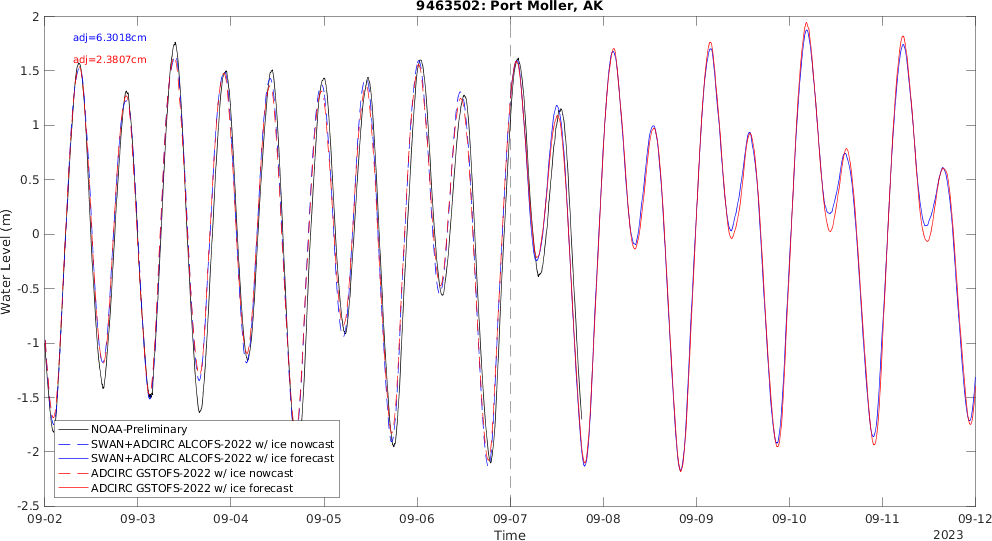 9463502: Port Moller, AK
adj=6.3018cm
adj=2.3807cm
2
1.5
1
0.5
0
-0.5
-1
-1.5
-2
-2.5
Water Level (m)
NOAA-Preliminary
SWAN+ADCIRC ALCOFS-2022 w/ ice nowcast
SWAN+ADCIRC ALCOFS-2022 w/ ice forecast
ADCIRC GSTOFS-2022 w/ ice nowcast
ADCIRC GSTOFS-2022 w/ ice forecast
09-02 09-03 09-04 09-05 09-06 09-07 09-08 09-09 09-10 09-11 09-12
Time
2023